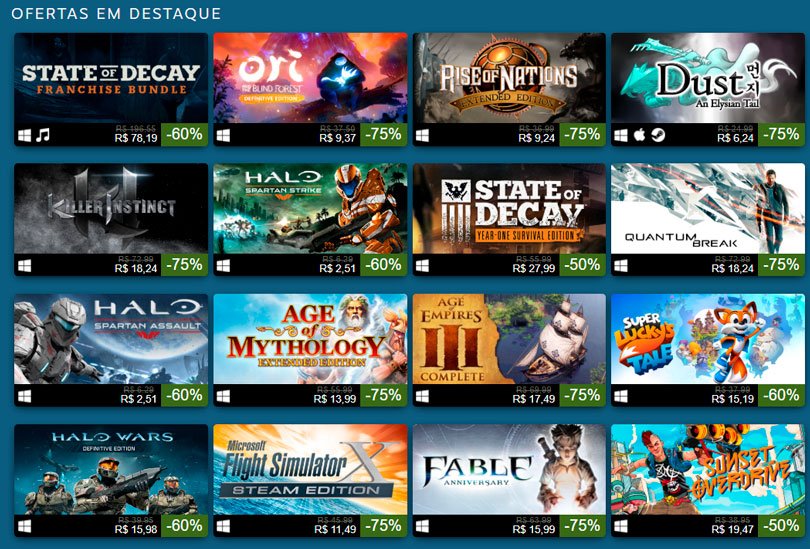 OFERTAS EM DESTAQUE
STATE OF DECAY
FRANCHISE BUNDLE
R$ 196,55
R$ 78,19 -60%
ori
AND THE BLIND FOREST
DEFINITIVE EDITION
R$ 37,50
R$ 9,37 -75%
RISE OF NATIONS
EXTENDED EDITION
R$ 36,99
R$ 9,24 -75%
Dust 먼지
An Elysian Tail
R$ 24,99
R$ 6,24 -75%
KILLER INSTINCT
R$ 72,99
R$ 18,24 -75%
HALO
SPARTAN STRIKE
R$ 6,29
R$ 2,51 -60%
STATE OF
DECAY
YEAR-ONE SURVIVAL EDITION
R$ 55,99
R$ 27,99 -50%
QUANTUM
BREAK
R$ 72,99
R$ 18,24 -75%
HALO
SPARTAN ASSAULT
R$ 6,29
R$ 2,51 -60%
AGE
of
MYTHOLOGY
EXTENDED EDITION
R$ 55,99
R$ 13,99 -75%
AGE
OF
EMPIRES
III
COMPLETE
R$ 69,99
R$ 17,49 -75%
SUPER
LUCKY'S
TALE
R$ 37,99
R$ 15,19 -60%
HALO WARS
DEFINITIVE EDITION
R$ 39,95
R$ 15,98 -60%
Microsoft
Flight Simulator X
STEAM EDITION
R$ 45,99
R$ 11,49 -75%
FABLE
ANNIVERSARY
R$ 63,99
R$ 15,99 -75%
SUNSET
OVERDRIVE
R$ 38,95
R$ 19,47 -50%